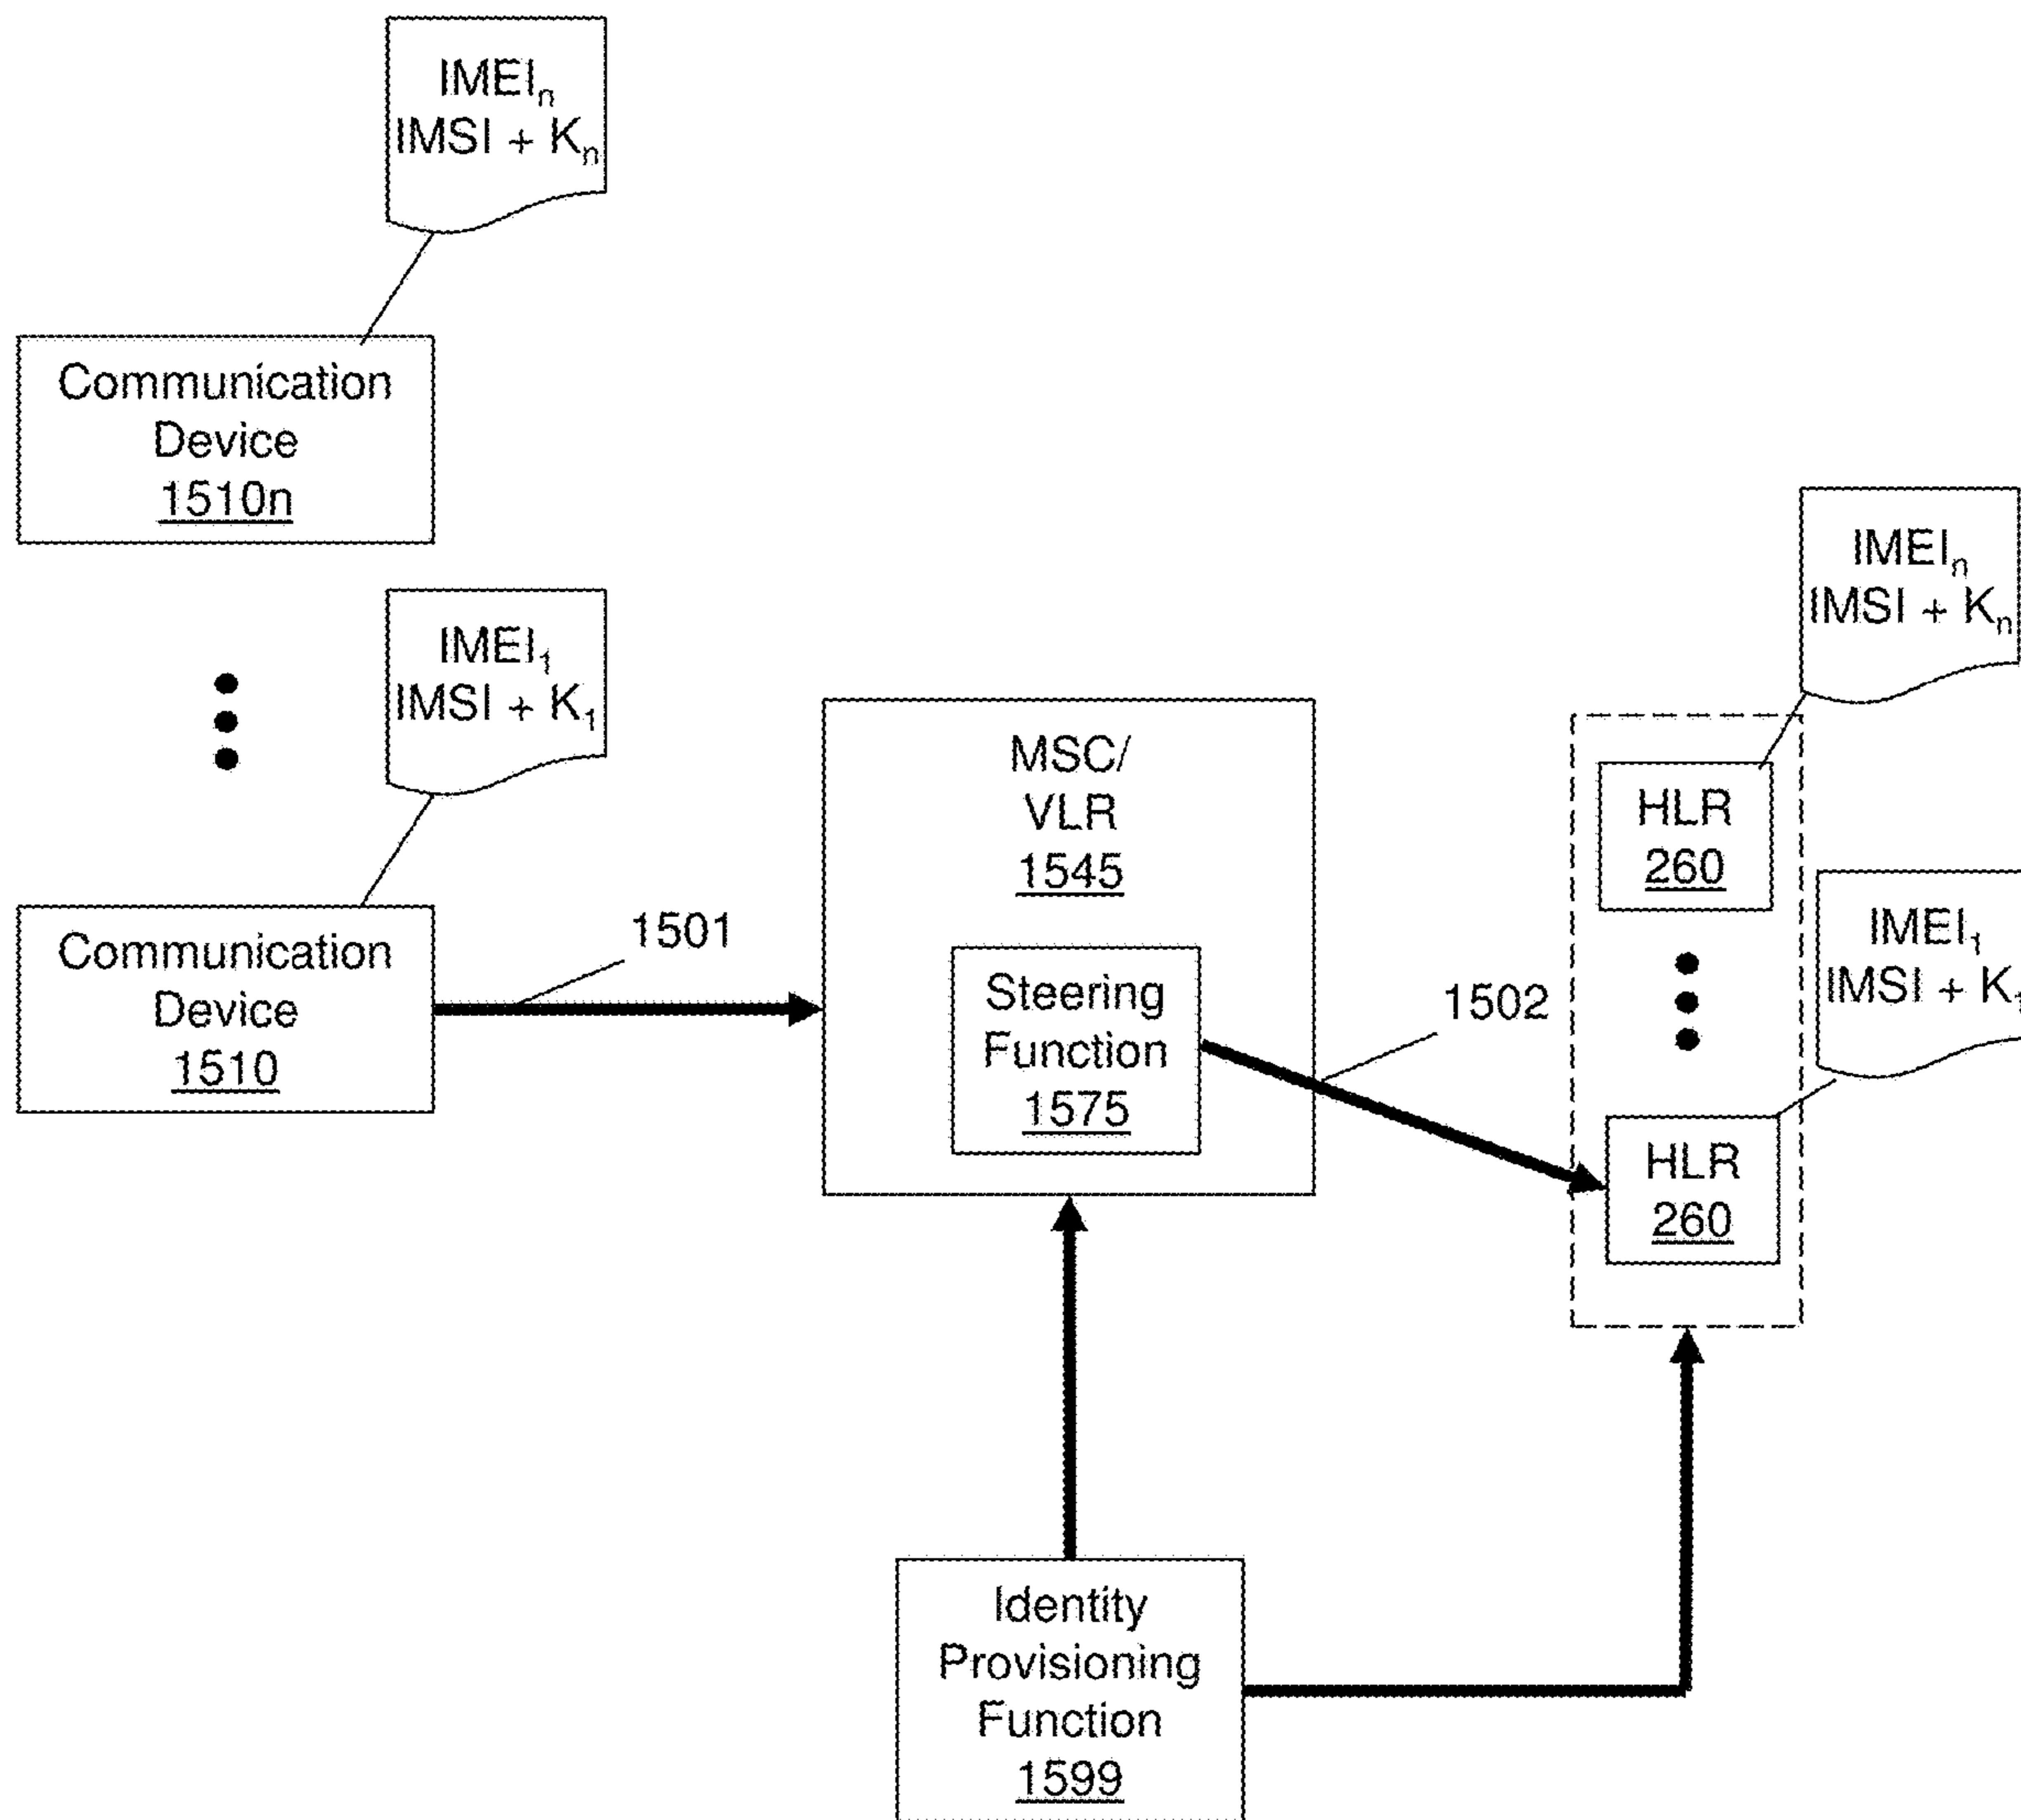 IMEIn
IMSI + Kn
Communication
Device
1510n
IMEI1
IMSI + K1
Communication
Device
1510
1501
MSC/
VLR
1545
Steering
Function
1575
1502
IMEIn
IMSI + Kn
HLR
260
IMEI1
IMSI + K1
HLR
260
Identity
Provisioning
Function
1599